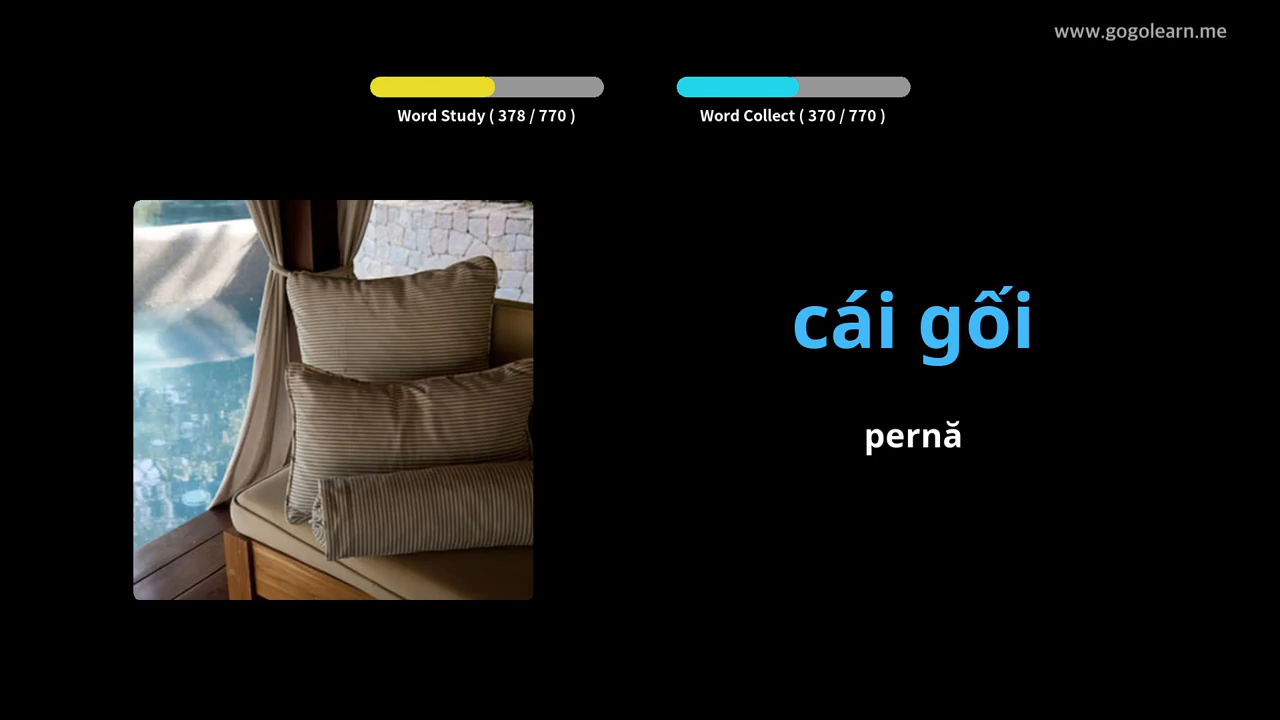 www.gogolearn.me
Word Study ( 378 / 770 )
Word Collect ( 370 / 770 )
cái gối
pernă